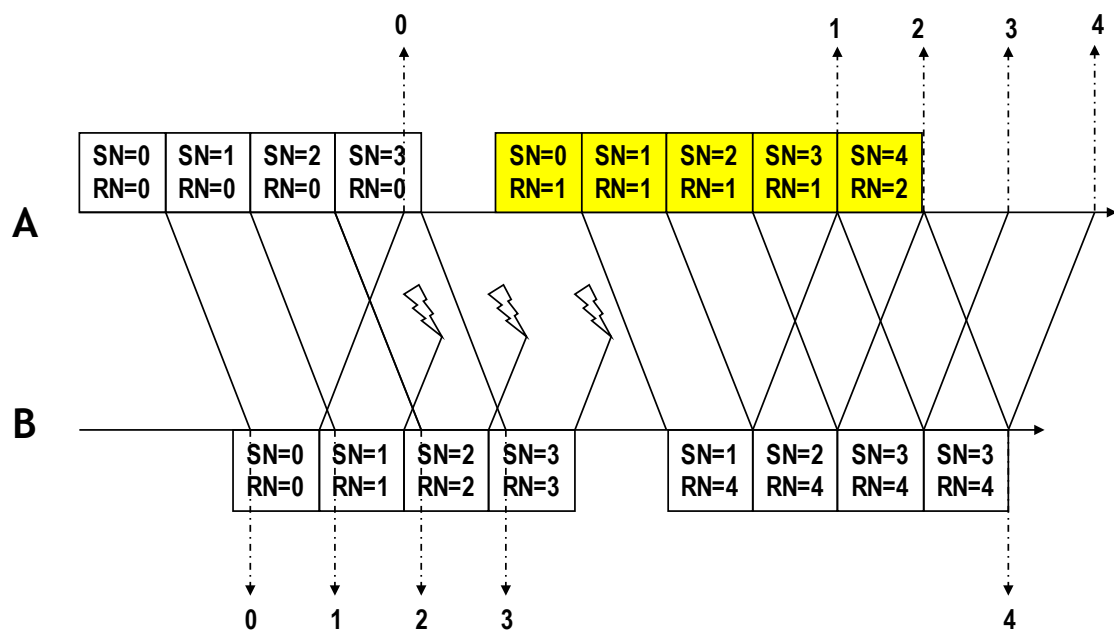 0
1 2 3 4
SN=0 SN=1 SN=2 SN=3 SN=0 SN=1 SN=2 SN=3 SN=4
RN=0 RN=0 RN=0 RN=0 RN=1 RN=1 RN=1 RN=1 RN=2
A
B
SN=0 SN=1 SN=2 SN=3 SN=1 SN=2 SN=3 SN=3
RN=0 RN=1 RN=2 RN=3 RN=4 RN=4 RN=4 RN=4
0 1 2 3 4